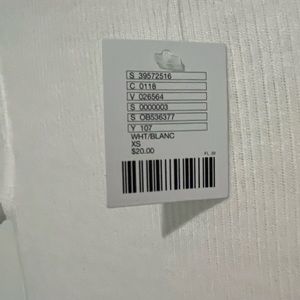 S 39572516
C 0118
V 026564
S 0000003
S OB536377
Y 107
WHT/BLANC
XS
$20.00